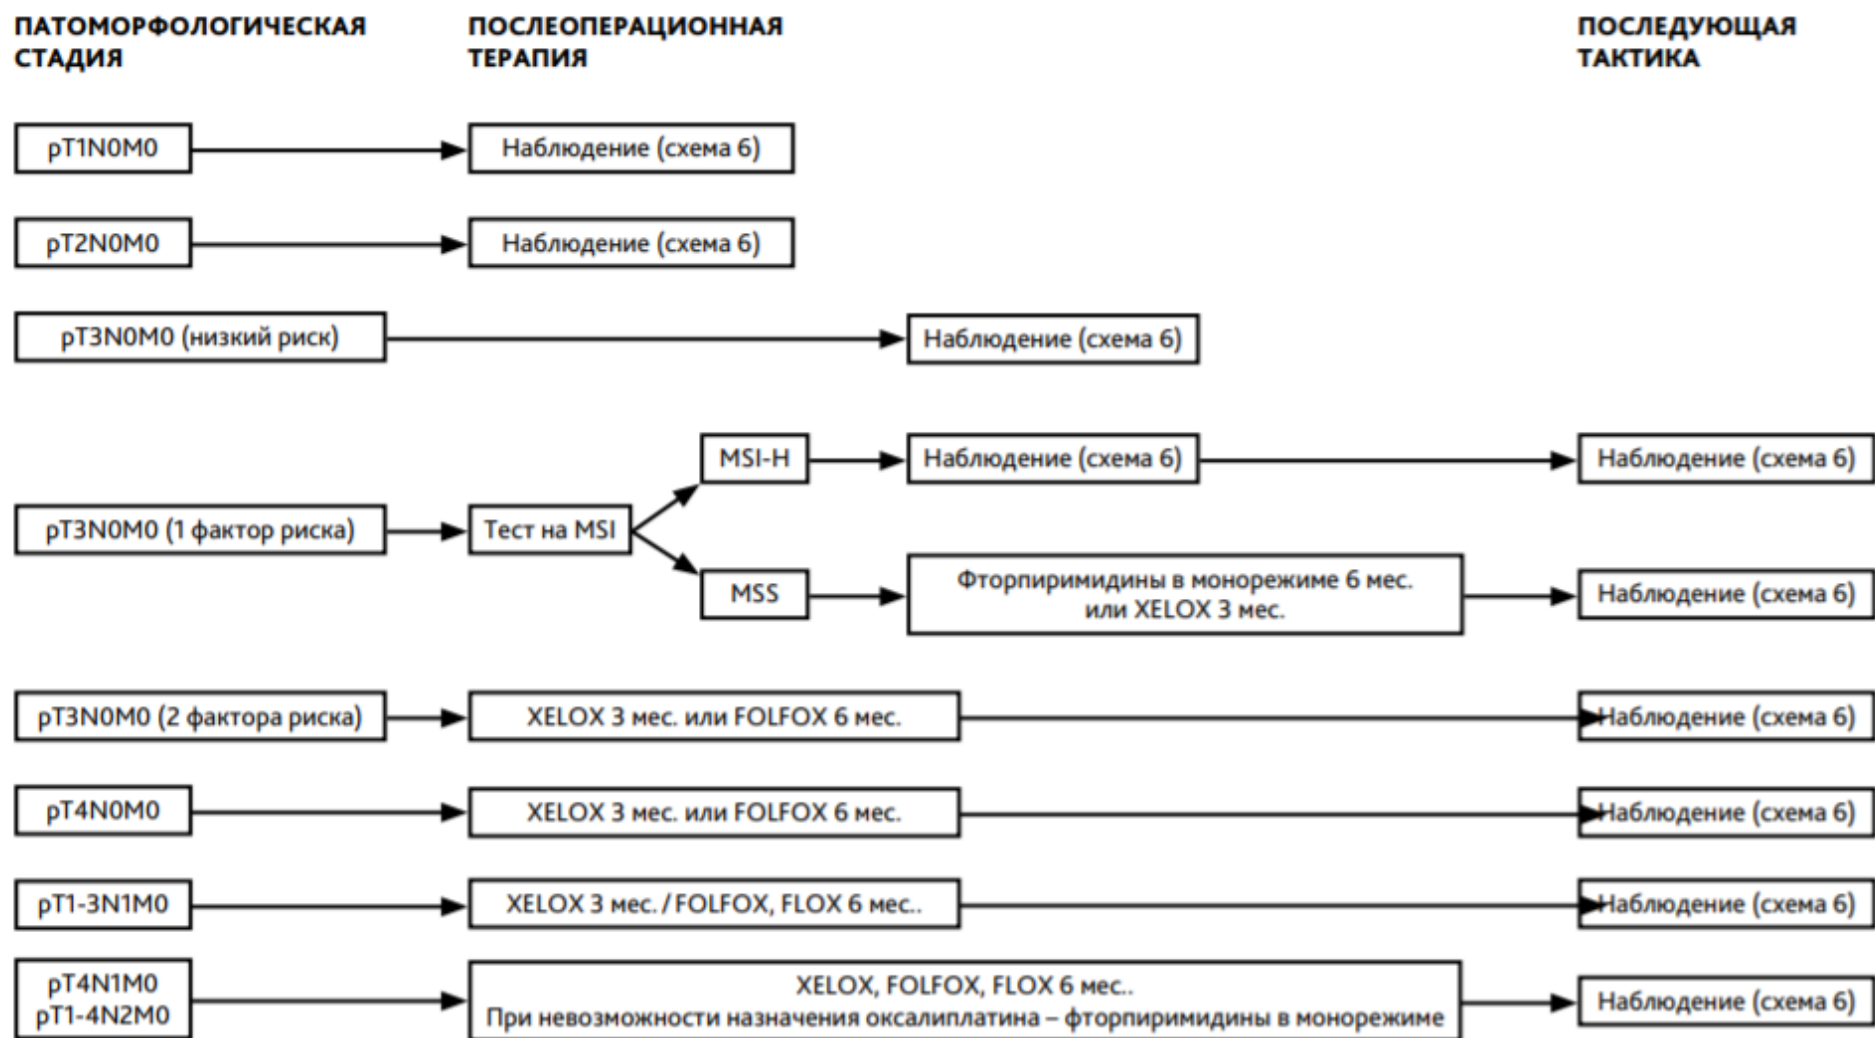 ПАТОМОРФОЛОГИЧЕСКАЯ
СТАДИЯ
ПОСЛЕОПЕРАЦИОННАЯ
ТЕРАПИЯ
ПОСЛЕДУЮЩАЯ
ТАКТИКА
pT1N0M0
Наблюдение (схема 6)
pT2N0M0
Наблюдение (схема 6)
pT3N0M0 (низкий риск)
Наблюдение (схема 6)
pT3N0M0 (1 фактор риска)
Тест на MSI
MSI-H
Наблюдение (схема 6)
Наблюдение (схема 6)
MSS
Фторпиримидины в монорежиме 6 мес.
или XELOX 3 мес.
Наблюдение (схема 6)
pT3N0M0 (2 фактора риска)
XELOX 3 мес. или FOLFOX 6 мес.
Наблюдение (схема 6)
pT4N0M0
XELOX 3 мес. или FOLFOX 6 мес.
Наблюдение (схема 6)
pT1-3N1M0
XELOX 3 мес. / FOLFOX, FLOX 6 мес..
Наблюдение (схема 6)
pT4N1M0
pT1-4N2M0
XELOX, FOLFOX, FLOX 6 мес..
При невозможности назначения оксалиплатина – фторпиримидины в монорежиме
Наблюдение (схема 6)